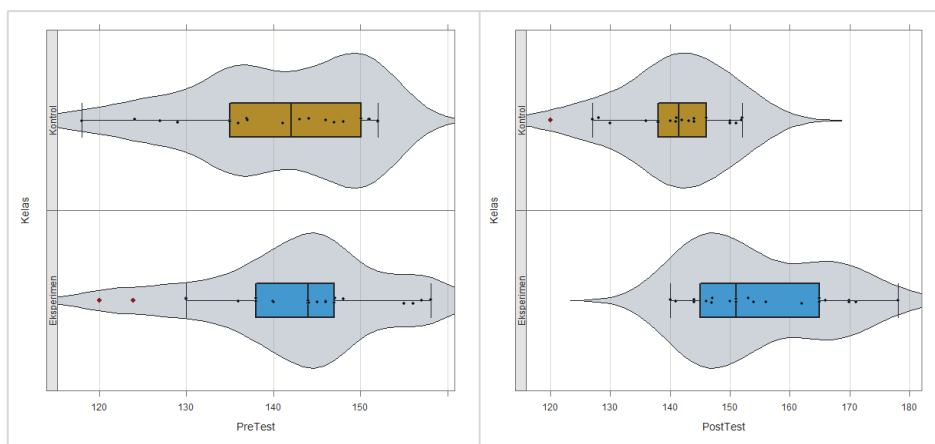 Kelas
Kontrol
Eksperimen
120 130 140 150
PreTest
Kelas
Kontrol
Eksperimen
120 130 140 150 160 170 180
PostTest